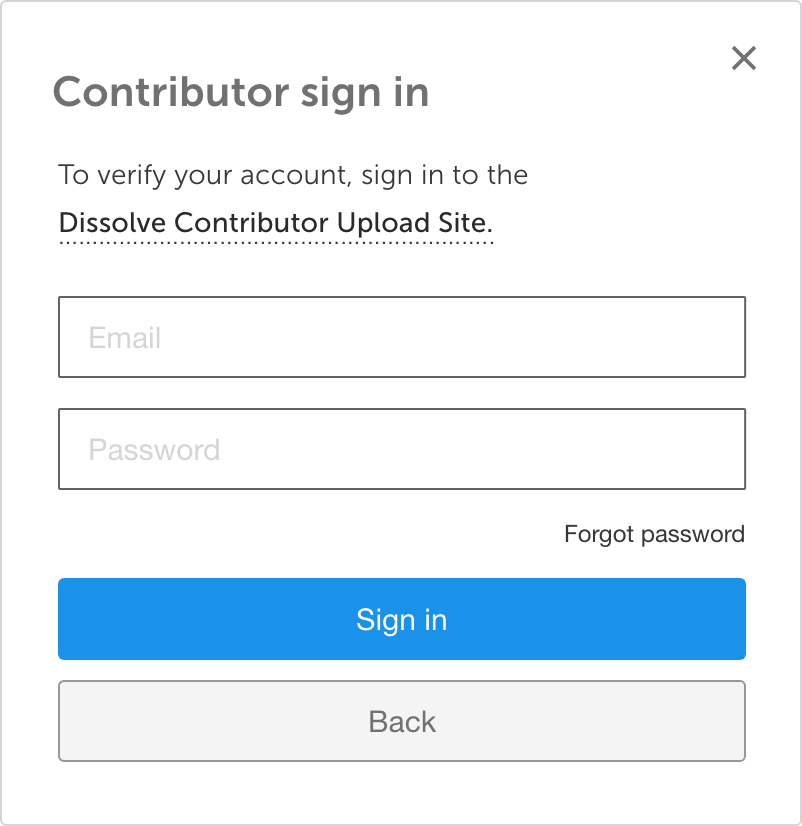 Contributor sign in
To verify your account, sign in to the
Dissolve Contributor Upload Site.
Email
Password
Forgot password
Sign in
Back